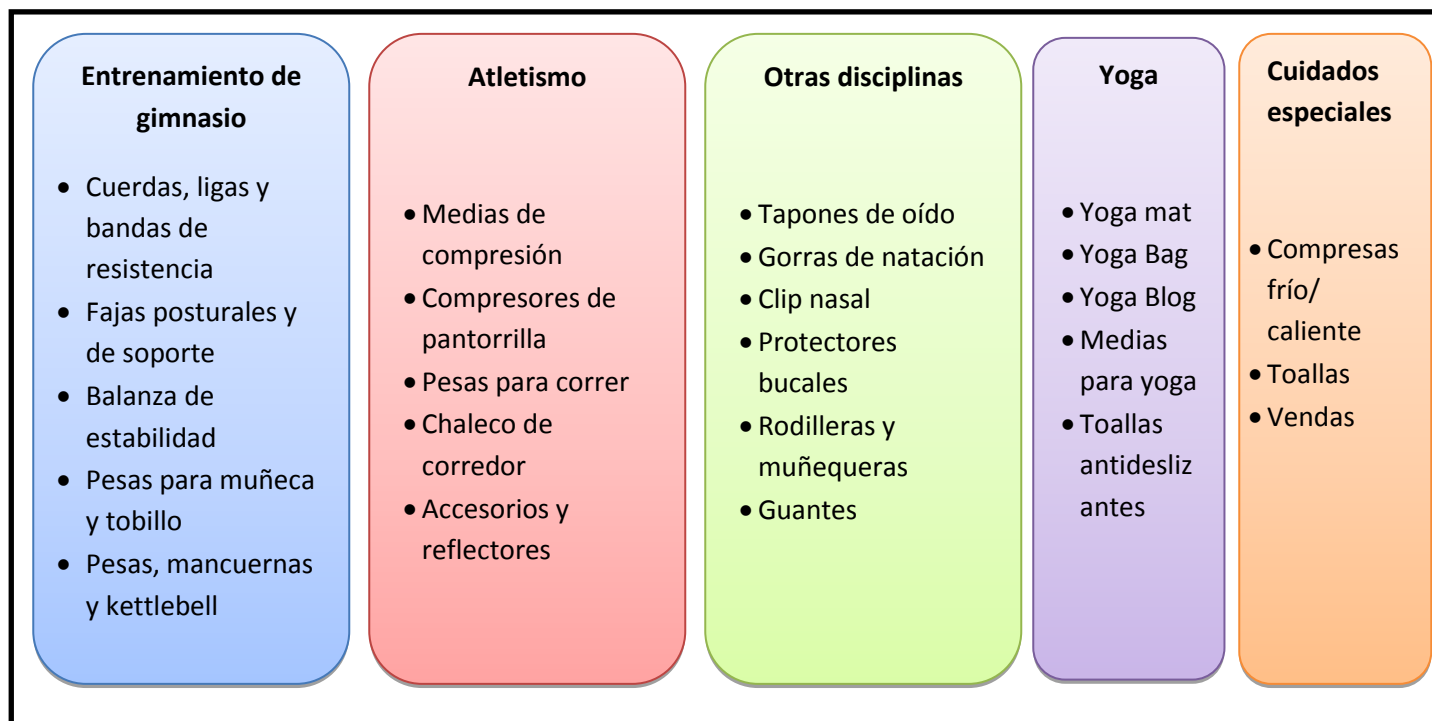 Entrenamiento de
gimnasio
• Cuerdas, ligas y
bandas de
resistencia
• Fajas posturales y
de soporte
• Balanza de
estabilidad
• Pesas para muñeca
y tobillo
• Pesas, mancuernas
y kettlebell
Atletismo
• Medias de
compresión
• Compresores de
pantorrilla
• Pesas para correr
• Chaleco de
corredor
• Accesorios y
reflectores
Otras disciplinas
• Tapones de oído
• Gorras de natación
• Clip nasal
• Protectores
bucales
• Rodilleras y
muñequeras
• Guantes
Yoga
• Yoga mat
• Yoga Bag
• Yoga Blog
• Medias
para yoga
• Toallas
antidesliz
antes
Cuidados
especiales
• Compresas
frío/
caliente
• Toallas
• Vendas